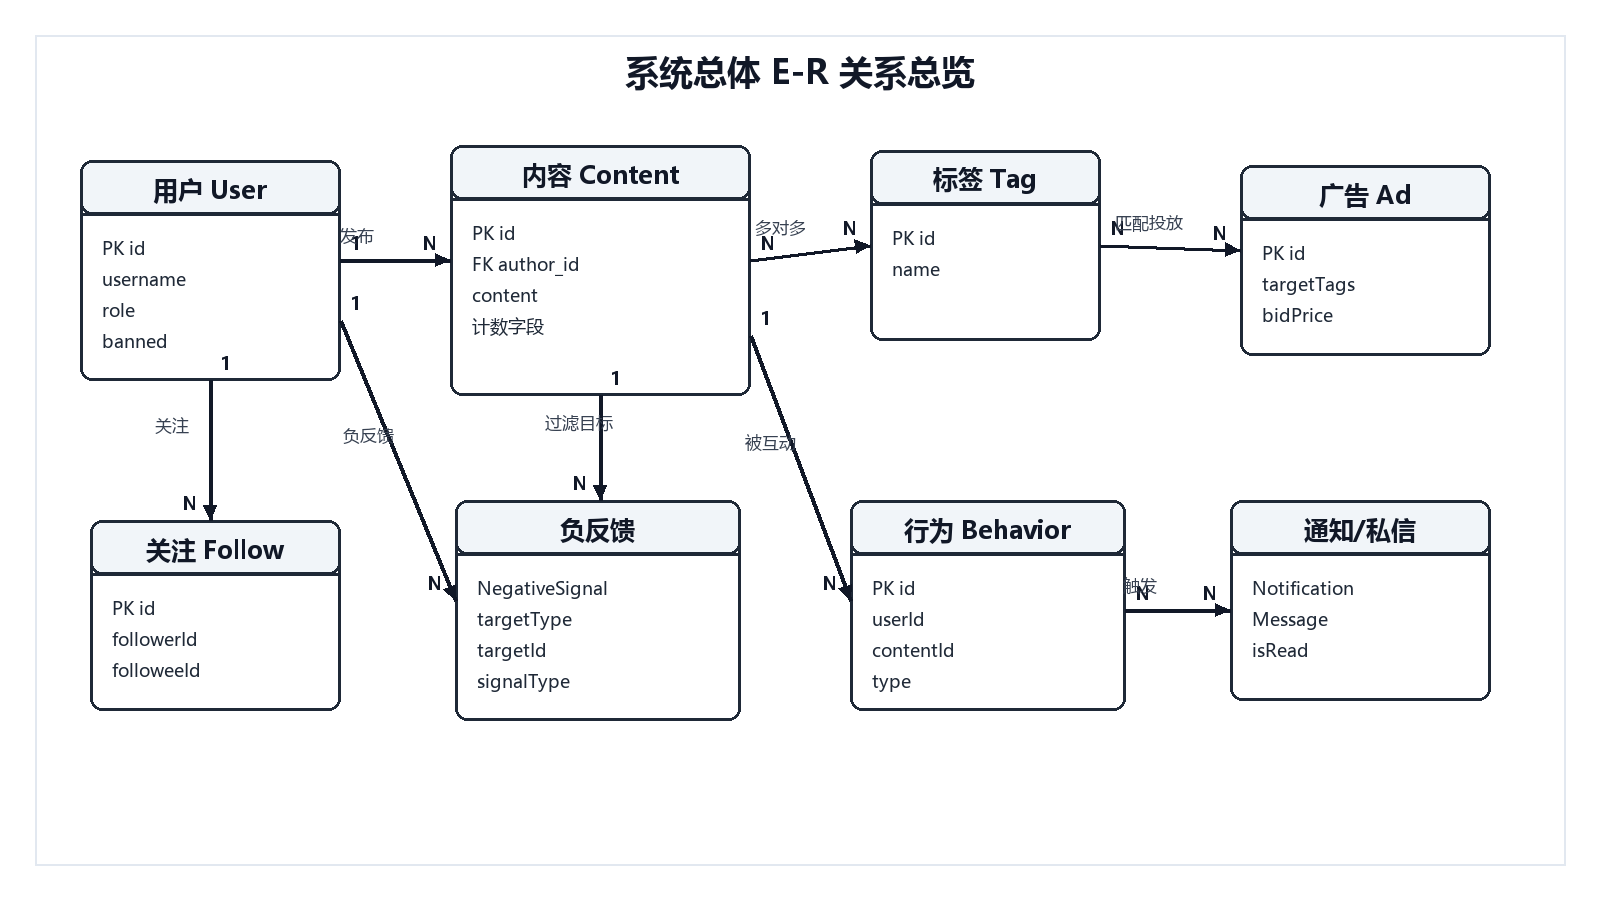 系统总体 E-R 关系总览
用户 User
PK id
username
role
banned
发布
1
N
内容 Content
PK id
FK author_id
content
计数字段
多对多
N
N
标签 Tag
PK id
name
匹配投放
N
N
广告 Ad
PK id
targetTags
bidPrice
1
关注
N
1
负反馈
N
1
过滤目标
N
1
被互动
N
关注 Follow
PK id
followerId
followeeId
负反馈
NegativeSignal
targetType
targetId
signalType
行为 Behavior
PK id
userId
contentId
type
触发
N
N
通知/私信
Notification
Message
isRead